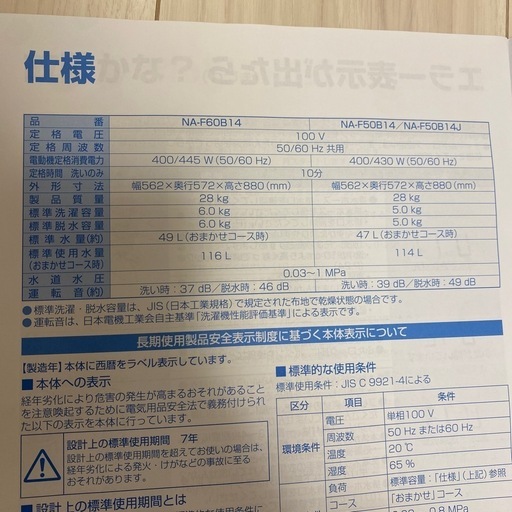 仕様
品番 NA-F60B14 NA-F50B14/NA-F50B14J
定格電圧 100 V
定格周波数 50/60 Hz 共用
電動機定格消費電力 400/445 W（50/60 Hz） 400/430 W（50/60 Hz）
定格時間 洗いのみ 10分
外形寸法 幅562×奥行572×高さ880（mm） 幅562×奥行572×高さ880（mm）
製品質量 28 kg 28 kg
標準洗濯容量 6.0 kg 5.0 kg
標準脱水容量 6.0 kg 5.0 kg
標準水量(約) 49 L（おまかせコース時） 47 L（おまかせコース時）
標準使用水量 116 L 114 L
(おまかせコース時)
水道水圧 0.03～1 MPa
運転音(約) 洗い時：37 dB／脱水時：46 dB 洗い時：39 dB／脱水時：49 dB
●標準洗濯・脱水容量は、JIS（日本工業規格）で規定された布地で乾燥状態の場合です。
●運転音は、日本電機工業会自主基準「洗濯機性能評価基準」による表示です。
長期使用製品安全表示制度に基づく本体表示について
【製造年】本体に西暦をラベル表示しています。
■本体への表示
経年劣化により危害の発生が高まるおそれがあること
を注意喚起するために電気用品安全法で義務付けられ
た以下の表示を本体に行っています。
設計上の標準使用期間 7年
設計上の標準使用期間を超えてお使いの場合は、
経年劣化による発火・けがなどの事故に至る
おそれがあります。
■設計上の標準使用期間とは
■標準的な使用条件
標準使用条件：JIS C 9921-4による
区分 項目 条件
環境条件 電圧 単相100 V
周波数 50 Hz または60 Hz
温度 20 ℃
湿度 65 %
負荷 標準容量：「仕様」（上記）参照
コース 「おまかせ」コース